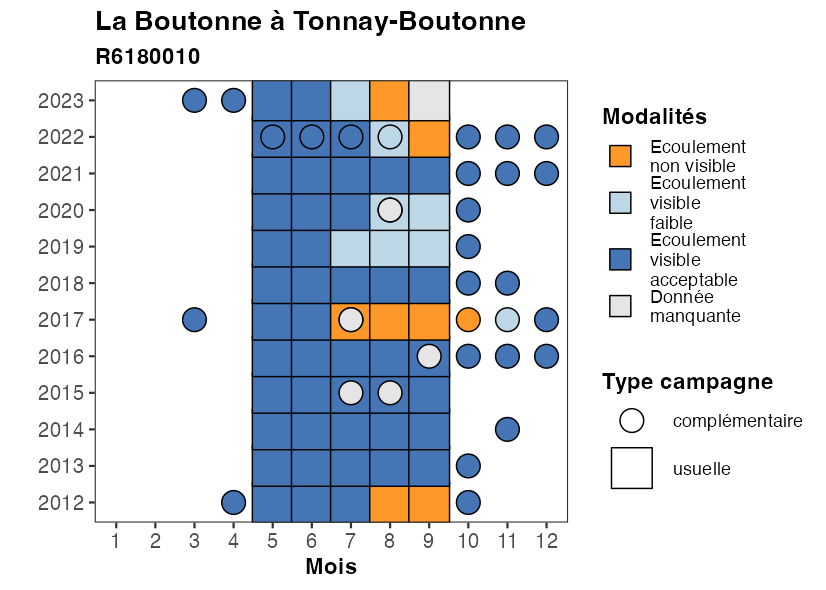 La Boutonne à Tonnay-Boutonne
R6180010
2023
2022
2021
2020
2019
2018
2017
2016
2015
2014
2013
2012
1 2 3 4 5 6 7 8 9 10 11 12
Mois
Modalités
Ecoulement
non visible
Ecoulement
visible
faible
Ecoulement
visible
acceptable
Donnée
manquante
Type campagne
complémentaire
usuelle